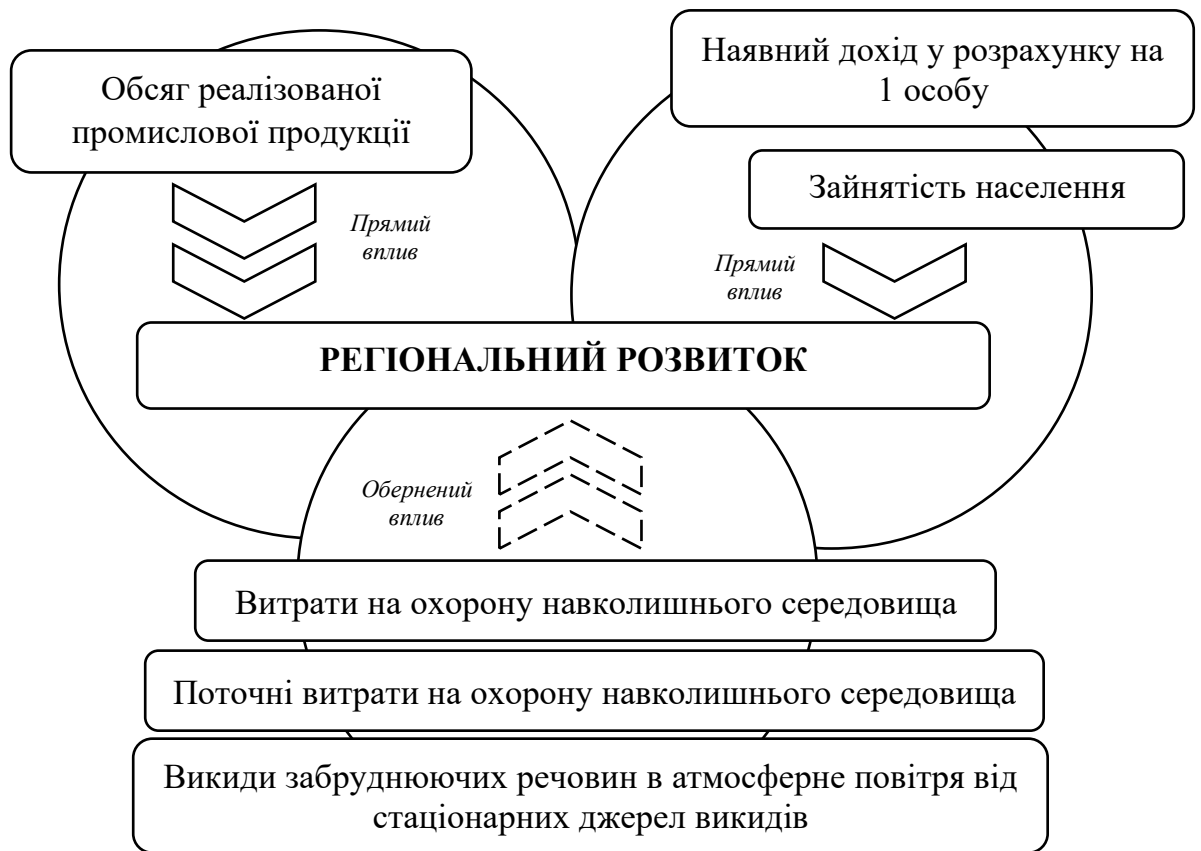 Обсяг реалізованої
промислової продукції
Наявний дохід у розрахунку на
1 особу
Зайнятість населення
Прямий
вплив
Прямий
вплив
РЕГІОНАЛЬНИЙ РОЗВИТОК
Обернений
вплив
Витрати на охорону навколишнього середовища
Поточні витрати на охорону навколишнього середовища
Викиди забруднюючих речовин в атмосферне повітря від
стаціонарних джерел викидів